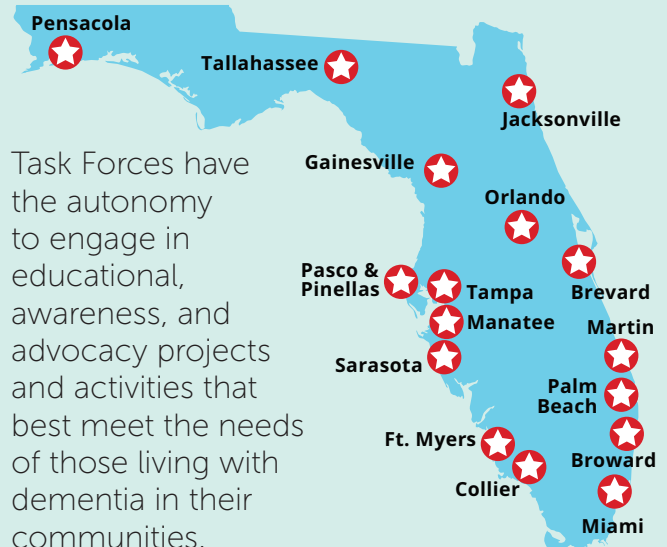 Pensacola
Tallahassee
Jacksonville
Gainesville
Orlando
Pasco &
Pinellas
Tampa
Brevard
Manatee
Martin
Sarasota
Palm
Beach
Ft. Myers
Broward
Collier
Miami
Task Forces have
the autonomy
to engage in
educational,
awareness, and
advocacy projects
and activities that
best meet the needs
of those living with
dementia in their
communities.